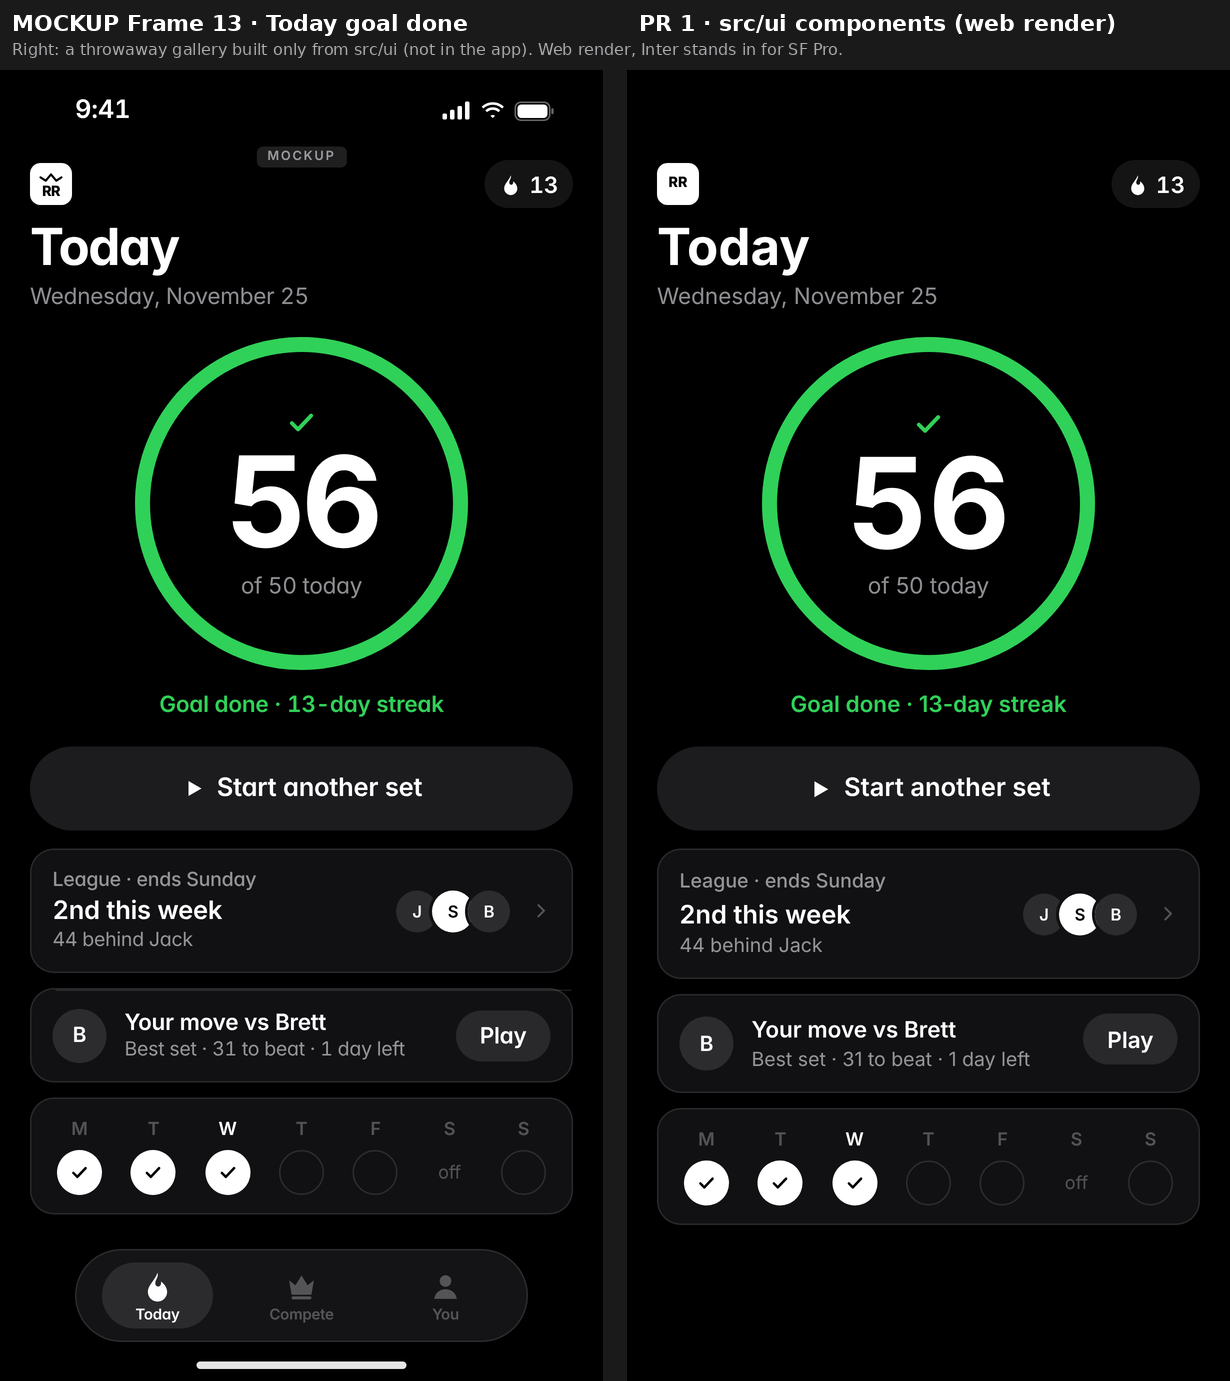 MOCKUP Frame 13 · Today goal done
PR 1 · src/ui components (web render)
Right: a throwaway gallery built only from src/ui (not in the app). Web render, Inter stands in for SF Pro.
9:41
MOCKUP
RR
13
Today
Wednesday, November 25
56
of 50 today
Goal done · 13-day streak
Start another set
League · ends Sunday
2nd this week
44 behind Jack
J S B
B
Your move vs Brett
Best set · 31 to beat · 1 day left
Play
M T W T F S S
off
Today
Compete
You
RR
13
Today
Wednesday, November 25
56
of 50 today
Goal done · 13-day streak
Start another set
League · ends Sunday
2nd this week
44 behind Jack
J S B
B
Your move vs Brett
Best set · 31 to beat · 1 day left
Play
M T W T F S S
off